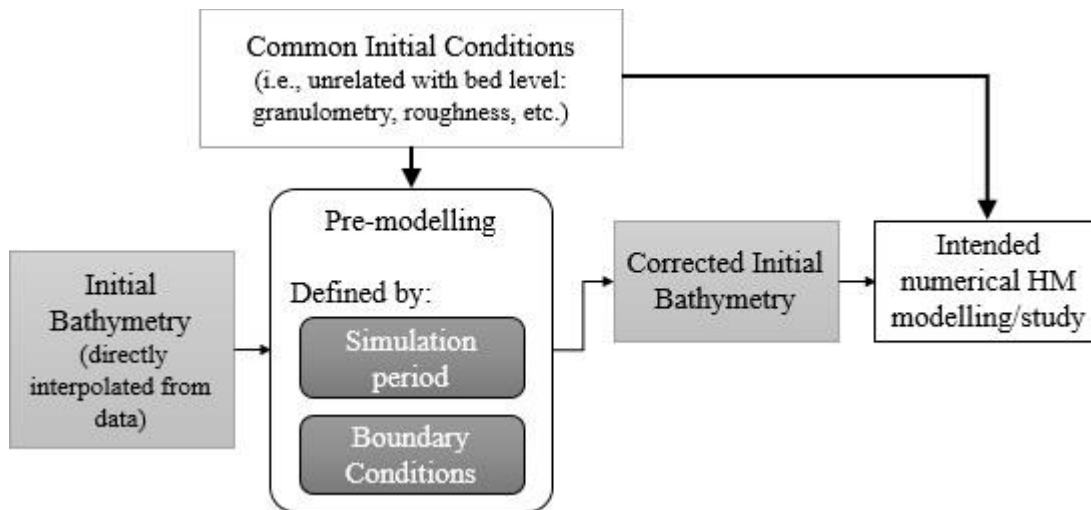 Common Initial Conditions
(i.e., unrelated with bed level:
granulometry, roughness, etc.)
Pre-modelling
Defined by:
Simulation
period
Boundary
Conditions
Initial
Bathymetry
(directly
interpolated from
data)
Corrected Initial
Bathymetry
Intended
numerical HM
modelling/study